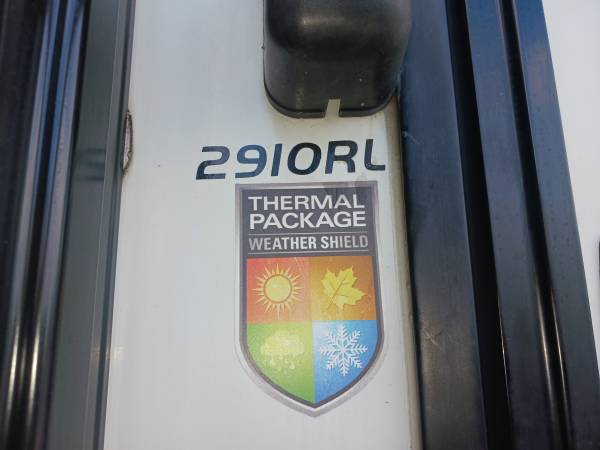 2910RL
THERMAL
PACKAGE
WEATHER SHIELD